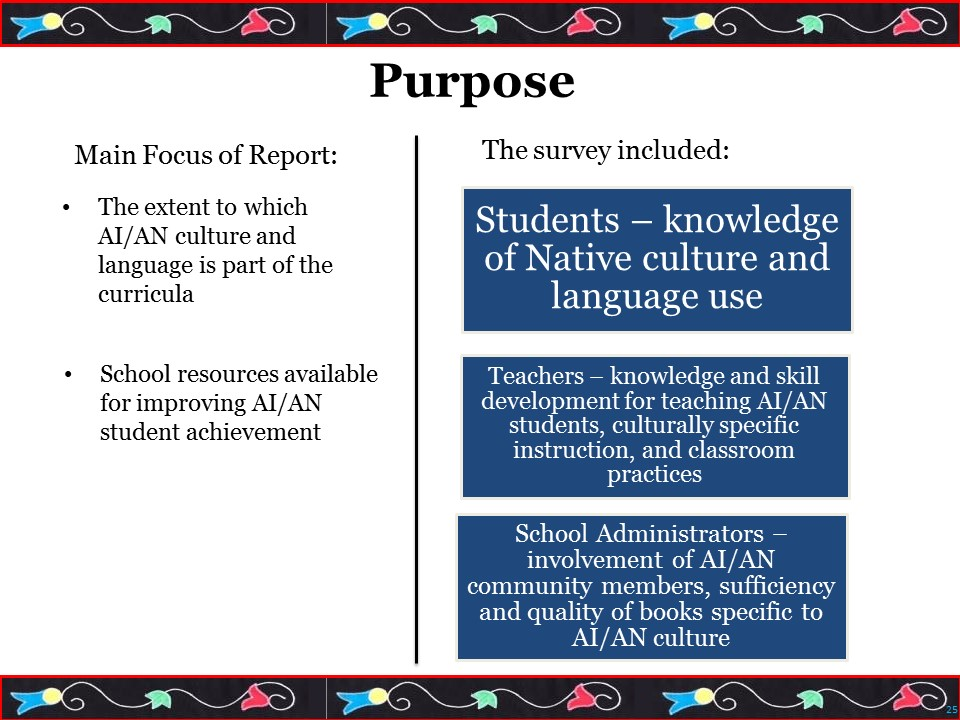 Purpose
Main Focus of Report:
• The extent to which
AI/AN culture and
language is part of the
curricula
• School resources available
for improving AI/AN
student achievement
The survey included:
Students – knowledge
of Native culture and
language use
Teachers – knowledge and skill
development for teaching AI/AN
students, culturally specific
instruction, and classroom
practices
School Administrators –
involvement of AI/AN
community members, sufficiency
and quality of books specific to
AI/AN culture
25